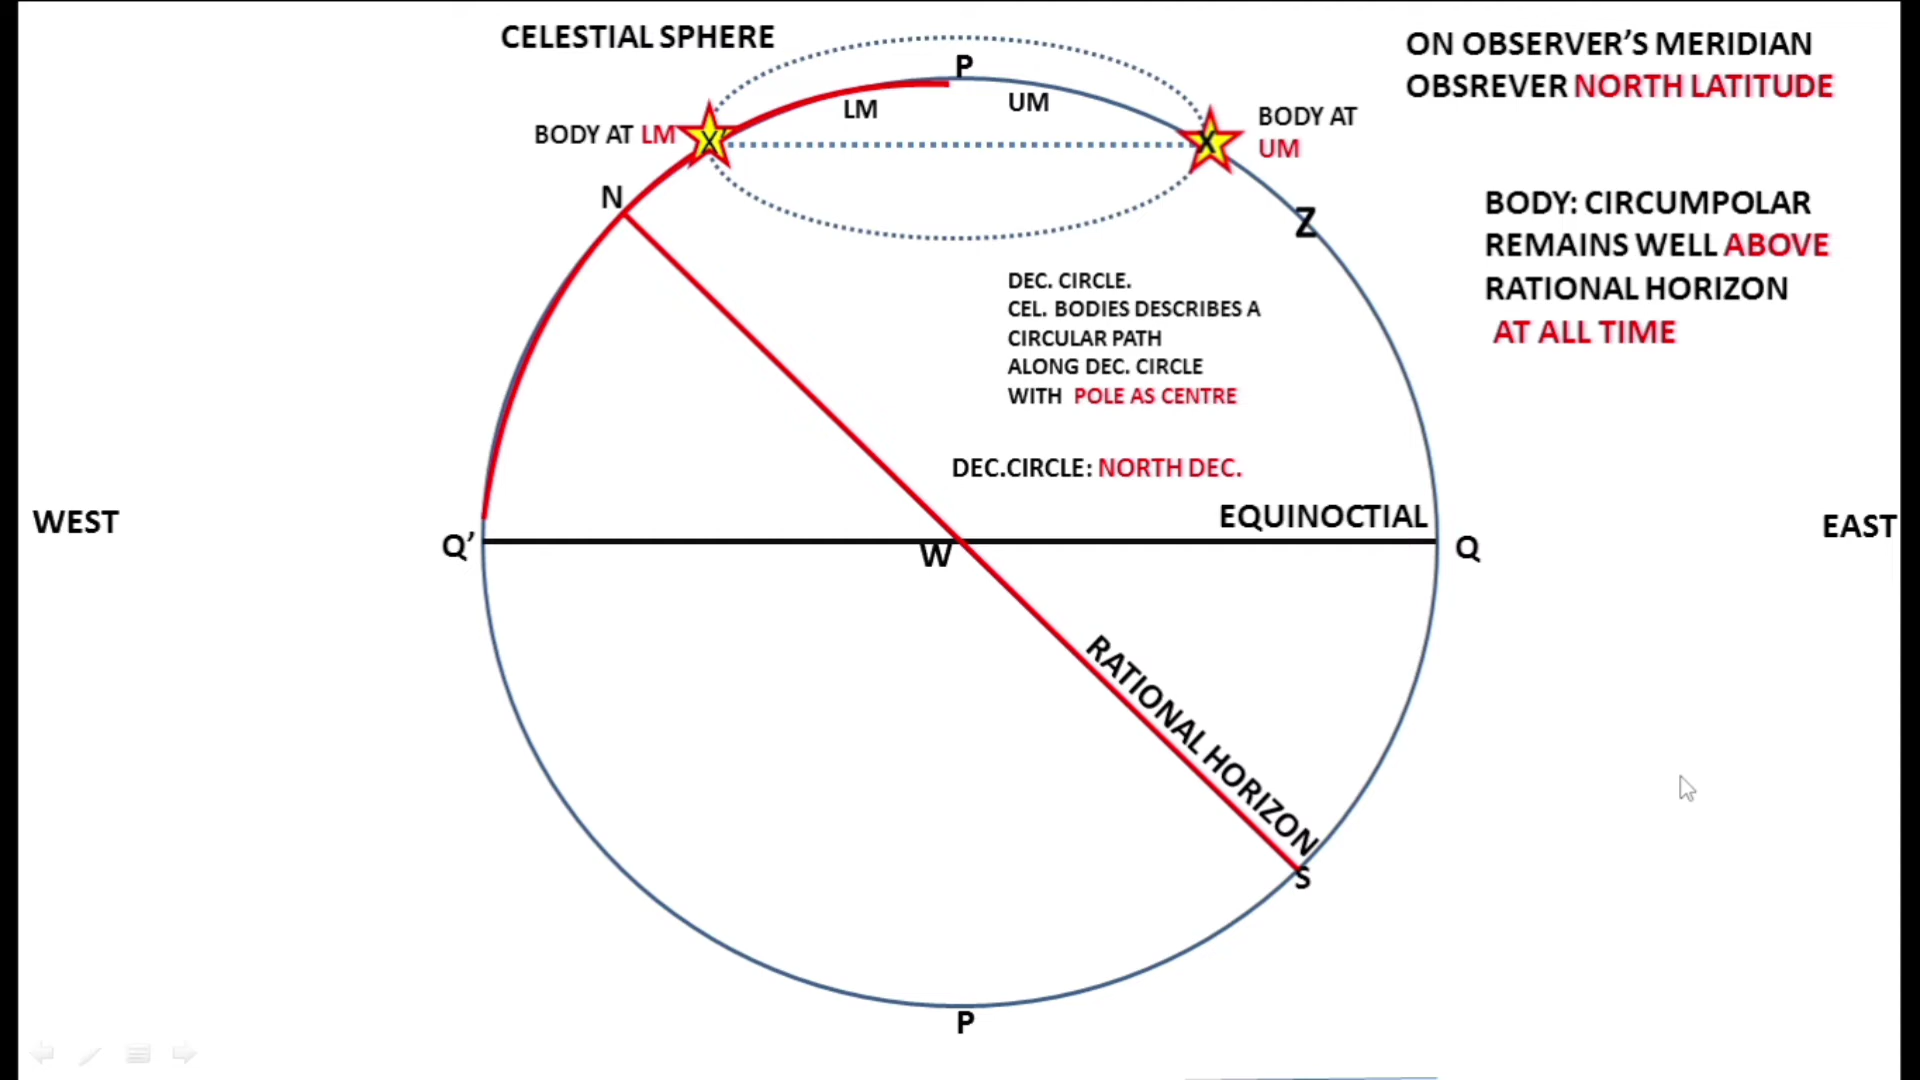 CELESTIAL SPHERE
ON OBSERVER’S MERIDIAN
OBSREVER NORTH LATITUDE
P
LM
UM
BODY AT LM
X’
X
BODY AT
UM
N
Z
BODY: CIRCUMPOLAR
REMAINS WELL ABOVE
RATIONAL HORIZON
AT ALL TIME
DEC. CIRCLE.
CEL. BODIES DESCRIBES A
CIRCULAR PATH
ALONG DEC. CIRCLE
WITH POLE AS CENTRE
DEC.CIRCLE: NORTH DEC.
WEST
EQUINOCTIAL
EAST
Q’
W
Q
RATIONAL HORIZON
S
P